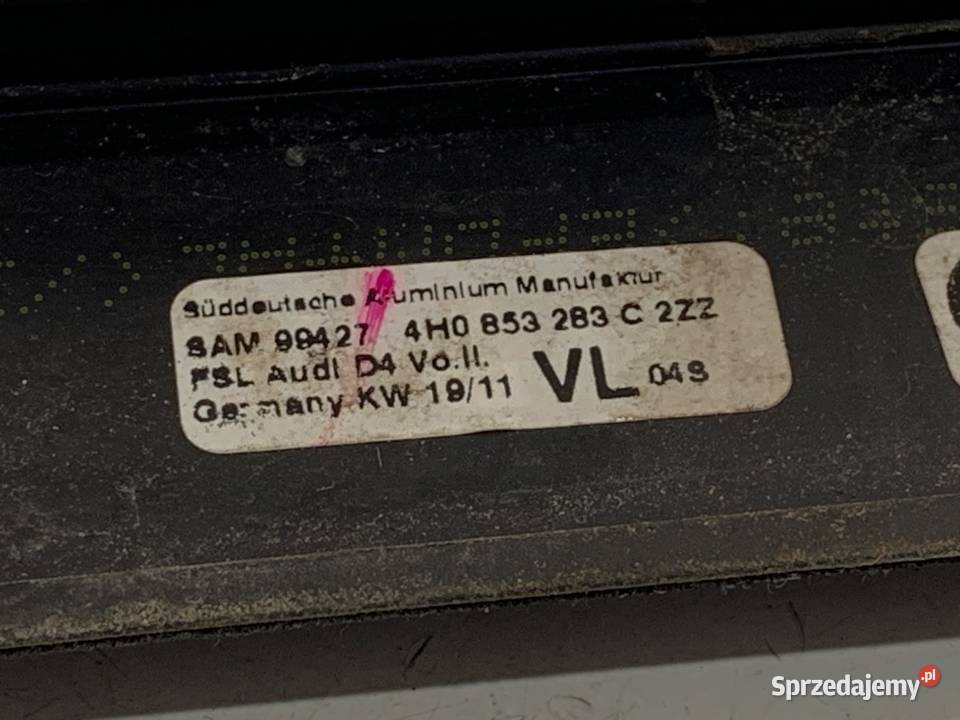 Süddeutsche Aluminium Manufaktur
SAM 99427 4H0 853 283 C 2ZZ
FSL Audi D4 Vo.li.
Germany KW 19/11 VL 04S
Sprzedajemy.pl